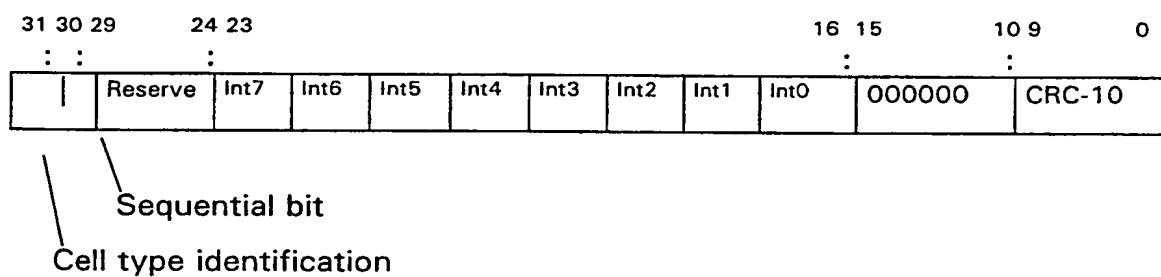 31 30 29 24 23 16 15 10 9 0
: : : : :
Reserve Int7 Int6 Int5 Int4 Int3 Int2 Int1 Int0 000000 CRC-10
Sequential bit
Cell type identification